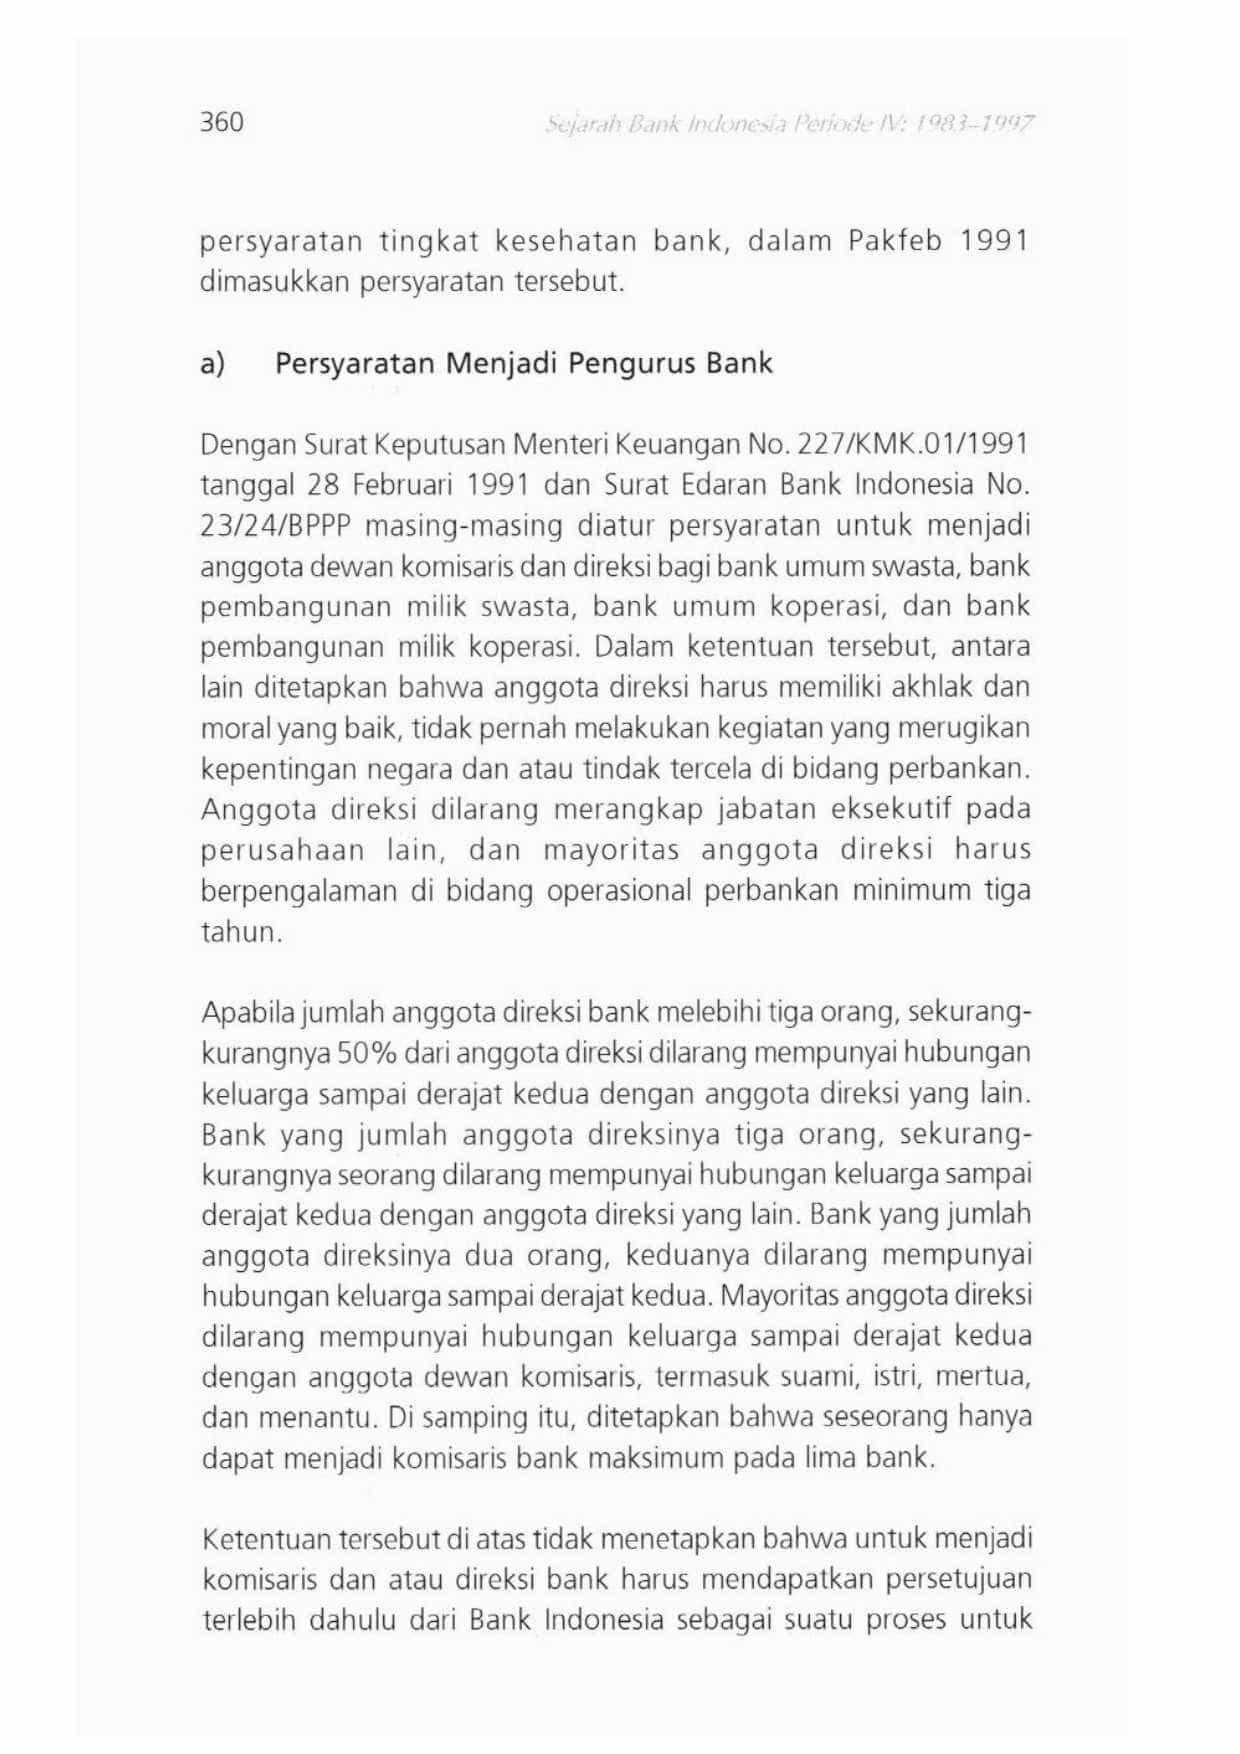 360
Sejarah Bank Indonesia Periode IV: 1983–1997
persyaratan tingkat kesehatan bank, dalam Pakfeb 1991
dimasukkan persyaratan tersebut.
a) Persyaratan Menjadi Pengurus Bank
Dengan Surat Keputusan Menteri Keuangan No. 227/KMK.01/1991
tanggal 28 Februari 1991 dan Surat Edaran Bank Indonesia No.
23/24/BPPP masing-masing diatur persyaratan untuk menjadi
anggota dewan komisaris dan direksi bagi bank umum swasta, bank
pembangunan milik swasta, bank umum koperasi, dan bank
pembangunan milik koperasi. Dalam ketentuan tersebut, antara
lain ditetapkan bahwa anggota direksi harus memiliki akhlak dan
moral yang baik, tidak pernah melakukan kegiatan yang merugikan
kepentingan negara dan atau tindak tercela di bidang perbankan.
Anggota direksi dilarang merangkap jabatan eksekutif pada
perusahaan lain, dan mayoritas anggota direksi harus
berpengalaman di bidang operasional perbankan minimum tiga
tahun.
Apabila jumlah anggota direksi bank melebihi tiga orang, sekurang-
kurangnya 50% dari anggota direksi dilarang mempunyai hubungan
keluarga sampai derajat kedua dengan anggota direksi yang lain.
Bank yang jumlah anggota direksinya tiga orang, sekurang-
kurangnya seorang dilarang mempunyai hubungan keluarga sampai
derajat kedua dengan anggota direksi yang lain. Bank yang jumlah
anggota direksinya dua orang, keduanya dilarang mempunyai
hubungan keluarga sampai derajat kedua. Mayoritas anggota direksi
dilarang mempunyai hubungan keluarga sampai derajat kedua
dengan anggota dewan komisaris, termasuk suami, istri, mertua,
dan menantu. Di samping itu, ditetapkan bahwa seseorang hanya
dapat menjadi komisaris bank maksimum pada lima bank.
Ketentuan tersebut di atas tidak menetapkan bahwa untuk menjadi
komisaris dan atau direksi bank harus mendapatkan persetujuan
terlebih dahulu dari Bank Indonesia sebagai suatu proses untuk